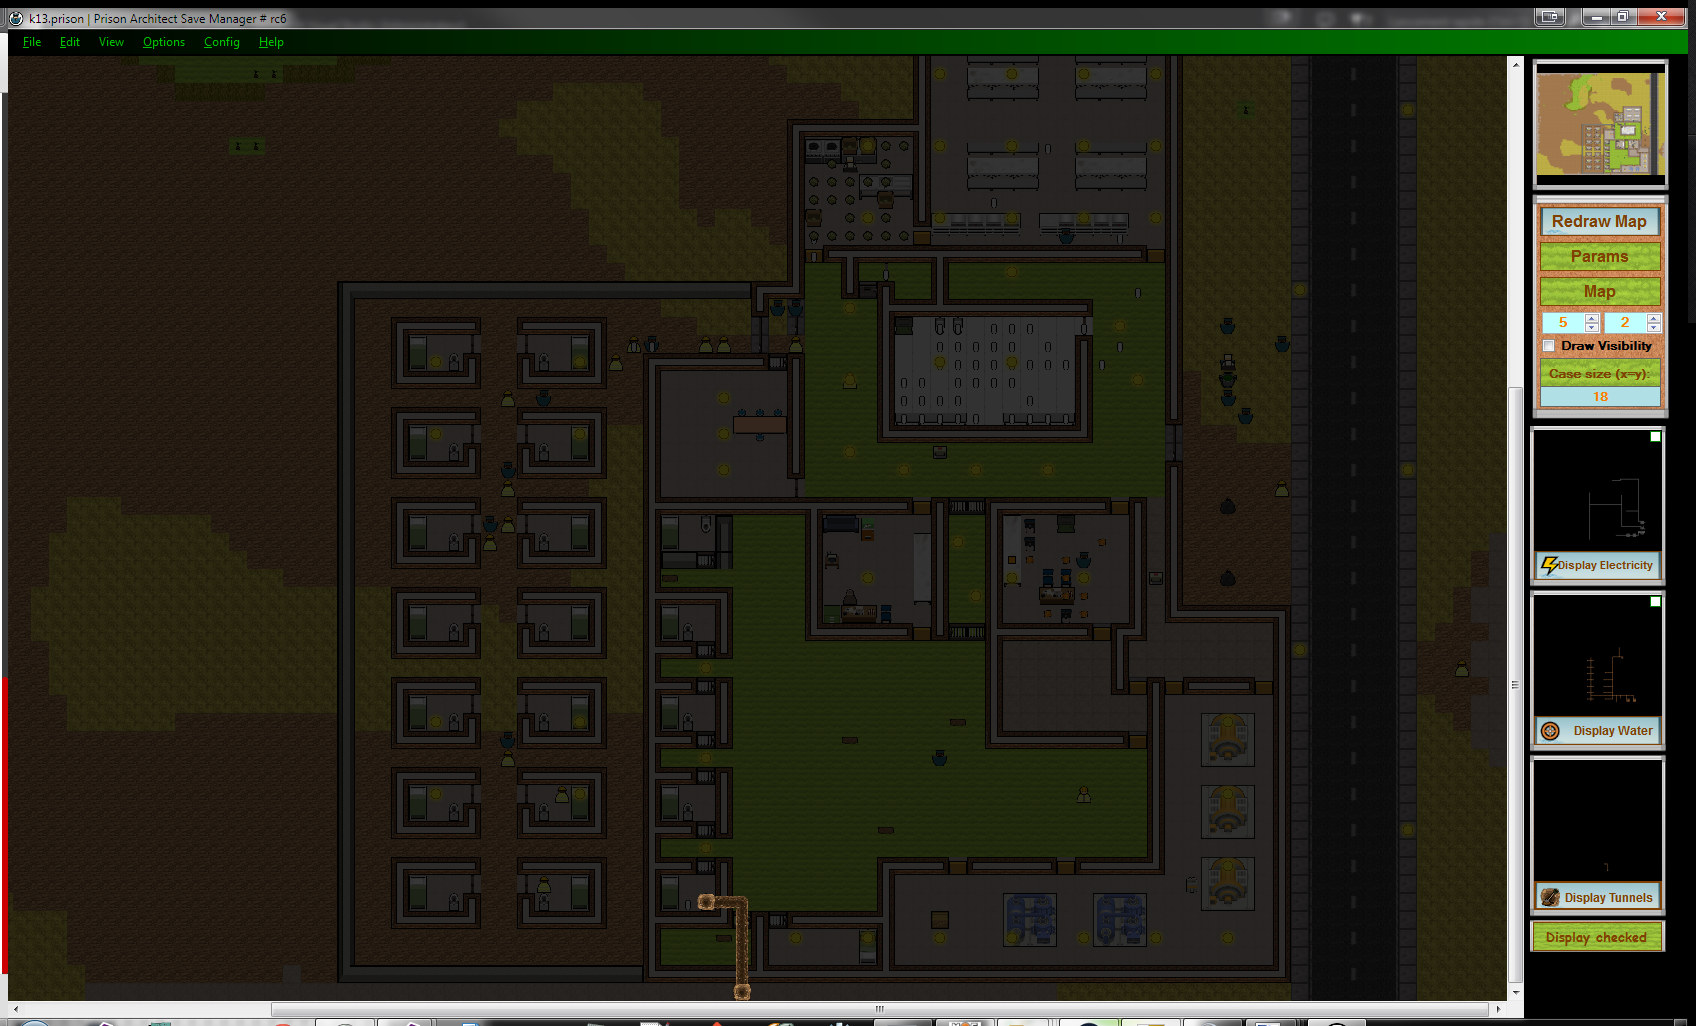 k13.prison | Prison Architect Save Manager # rc6
File Edit View Options Config Help
Redraw Map
Params
Map
5 2
Draw Visibility
Case size (x=y):
18
Display Electricity
Display Water
Display Tunnels
Display checked